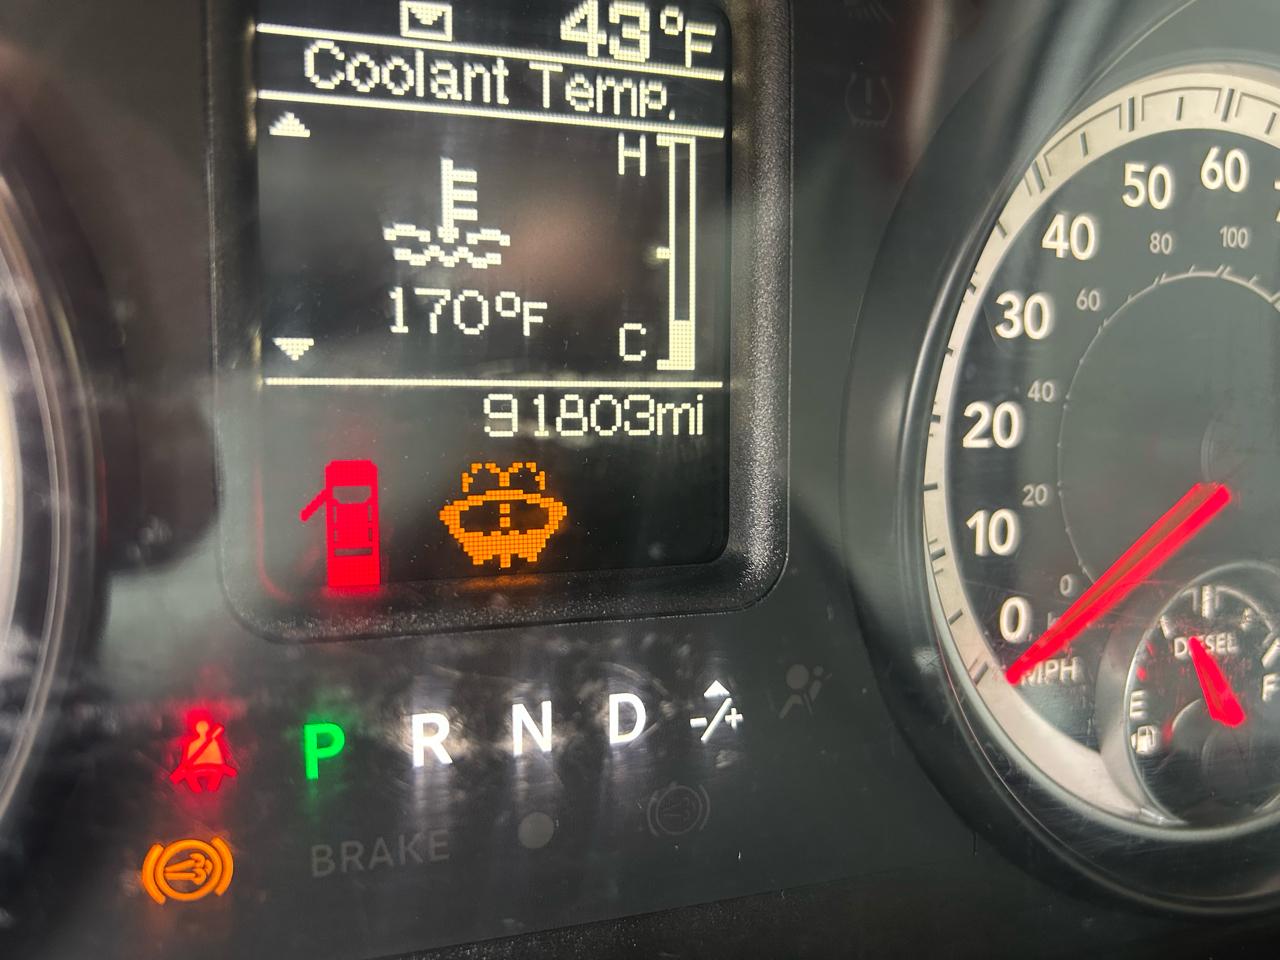 43°F
Coolant Temp.
H
170°F
C
91803mi
P R N D -/+
BRAKE
60
50
100
40
80
30
60
20
40
10
20
0
0
MPH
DIESEL
E
F